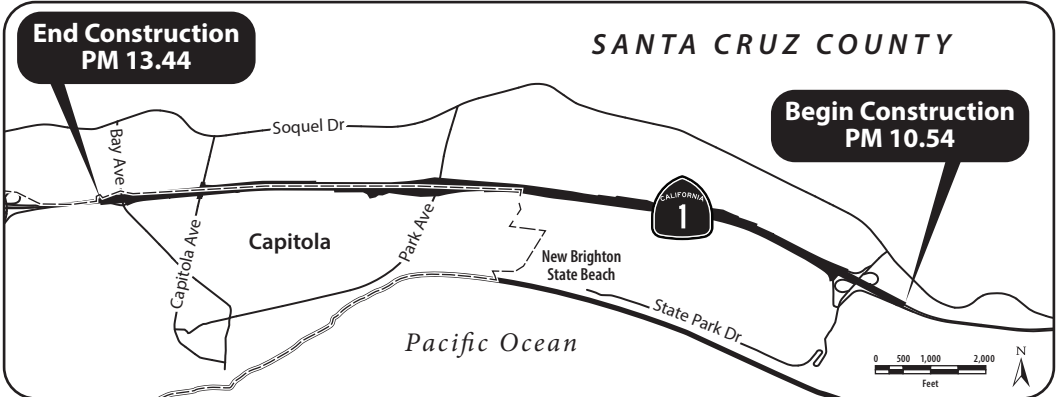 End Construction
PM 13.44
SANTA CRUZ COUNTY
Begin Construction
PM 10.54
Soquel Dr
Bay Ave
CALIFORNIA
1
Capitola Ave
Capitola
Park Ave
New Brighton
State Beach
State Park Dr
Pacific Ocean
N
0 500 1,000 2,000
Feet